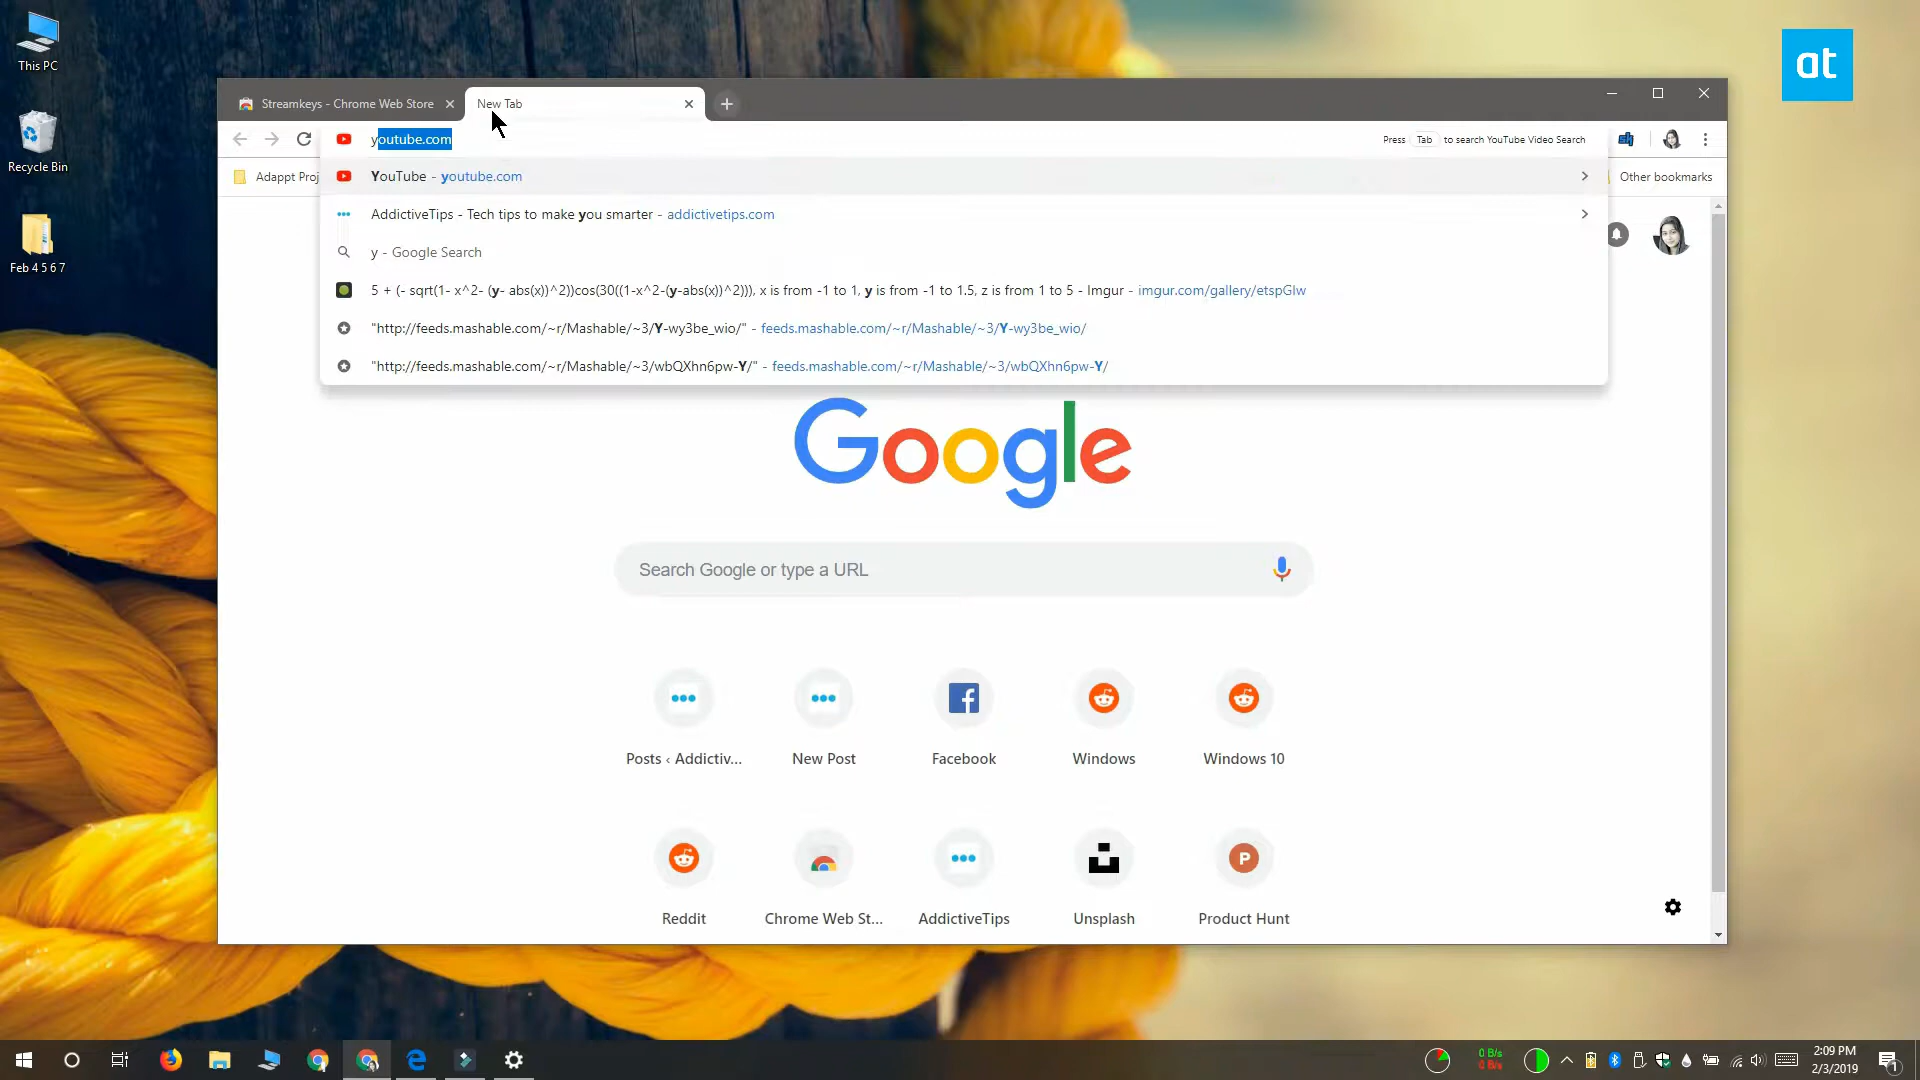 This PC
Recycle Bin
Feb 4 5 6 7
at
Streamkeys - Chrome Web Store
New Tab
youtube.com
Press Tab to search YouTube Video Search
Adappt Proj
Other bookmarks
YouTube - youtube.com
AddictiveTips - Tech tips to make you smarter - addictivetips.com
y - Google Search
5 + (- sqrt(1- x^2- (y- abs(x))^2))cos(30((1-x^2-(y-abs(x))^2))), x is from -1 to 1, y is from -1 to 1.5, z is from 1 to 5 - Imgur - imgur.com/gallery/etspGlw
"http://feeds.mashable.com/~r/Mashable/~3/Y-wy3be_wio/" - feeds.mashable.com/~r/Mashable/~3/Y-wy3be_wio/
"http://feeds.mashable.com/~r/Mashable/~3/wbQXhn6pw-Y/" - feeds.mashable.com/~r/Mashable/~3/wbQXhn6pw-Y/
Google
Search Google or type a URL
Posts ‹ Addictiv...
New Post
Facebook
Windows
Windows 10
Reddit
Chrome Web St...
AddictiveTips
Unsplash
P
Product Hunt
0 B/s
0 B/s
2:09 PM
2/3/2019
1